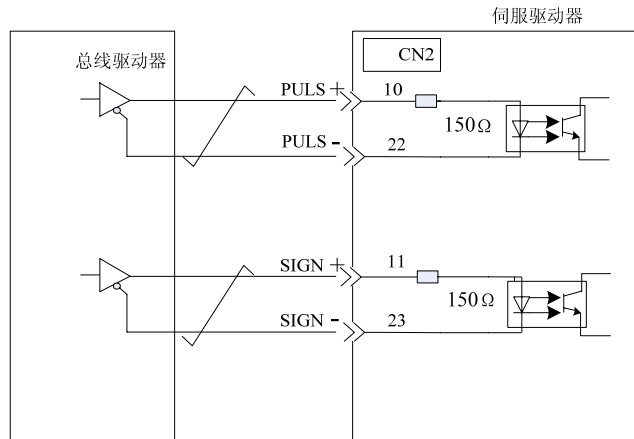 伺服驱动器
总线驱动器
CN2
PULS +
10
150Ω
PULS -
22
SIGN +
11
150Ω
SIGN -
23